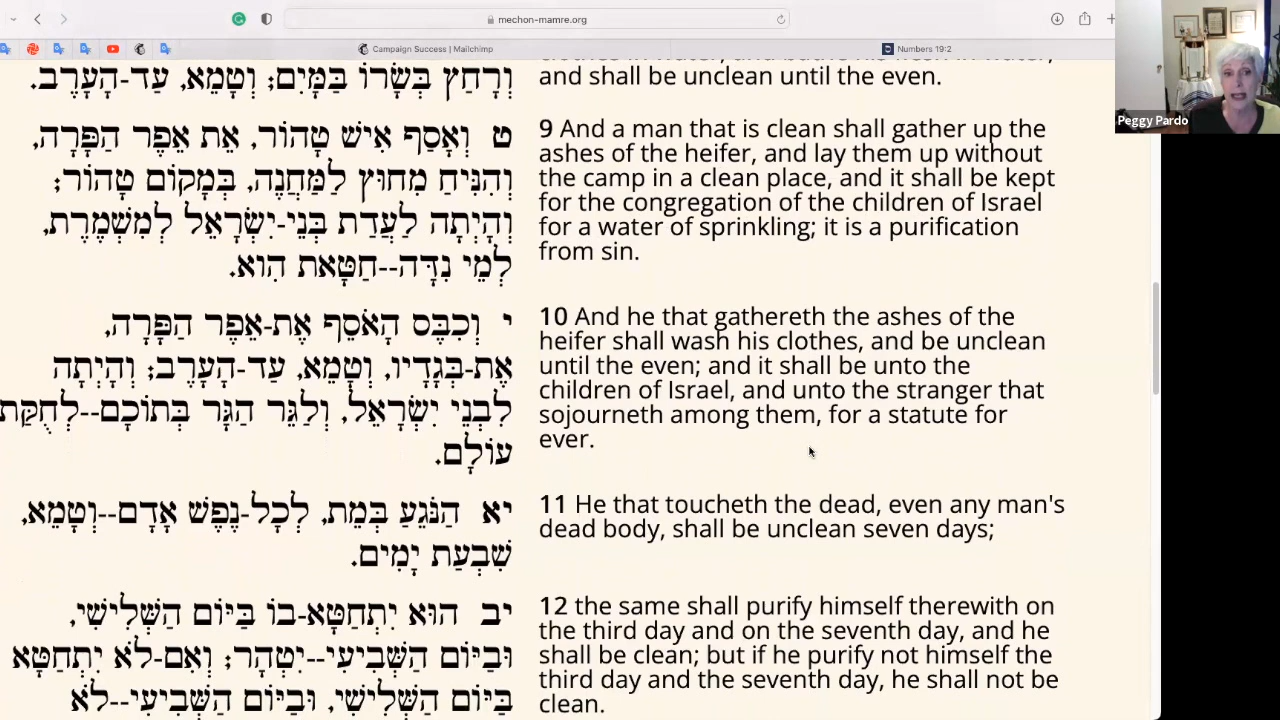 mechon-mamre.org
Campaign Success | Mailchimp
Numbers 19:2
Peggy Pardo
וְרָחַץ בְּשָׂרוֹ בַּמָּיִם; וְטָמֵא, עַד-הָעָרֶב.
and shall be unclean until the even.
ט וְאָסַף אִישׁ טָהוֹר, אֵת אֵפֶר הַפָּרָה,
וְהִנִּיחַ מִחוּץ לַמַּחֲנֶה, בְּמָקוֹם טָהוֹר;
וְהָיְתָה לַעֲדַת בְּנֵי-יִשְׂרָאֵל לְמִשְׁמֶרֶת,
לְמֵי נִדָּה--חַטָּאת הִוא.
9 And a man that is clean shall gather up the
ashes of the heifer, and lay them up without
the camp in a clean place, and it shall be kept
for the congregation of the children of Israel
for a water of sprinkling; it is a purification
from sin.
י וְכִבֶּס הָאֹסֵף אֶת-אֵפֶר הַפָּרָה,
אֶת-בְּגָדָיו, וְטָמֵא, עַד-הָעָרֶב; וְהָיְתָה
לִבְנֵי יִשְׂרָאֵל, וְלַגֵּר הַגָּר בְּתוֹכָם--לְחֻקַּת
עוֹלָם.
10 And he that gathereth the ashes of the
heifer shall wash his clothes, and be unclean
until the even; and it shall be unto the
children of Israel, and unto the stranger that
sojourneth among them, for a statute for
ever.
יא הַנֹּגֵעַ בְּמֵת, לְכָל-נֶפֶשׁ אָדָם--וְטָמֵא,
שִׁבְעַת יָמִים.
11 He that toucheth the dead, even any man's
dead body, shall be unclean seven days;
יב הוּא יִתְחַטָּא-בוֹ בַּיּוֹם הַשְּׁלִישִׁי,
וּבַיּוֹם הַשְּׁבִיעִי--יִטְהָר; וְאִם-לֹא יִתְחַטָּא
בַּיּוֹם הַשְּׁלִישִׁי, וּבַיּוֹם הַשְּׁבִיעִי--לֹא
12 the same shall purify himself therewith on
the third day and on the seventh day, and he
shall be clean; but if he purify not himself the
third day and the seventh day, he shall not be
clean.